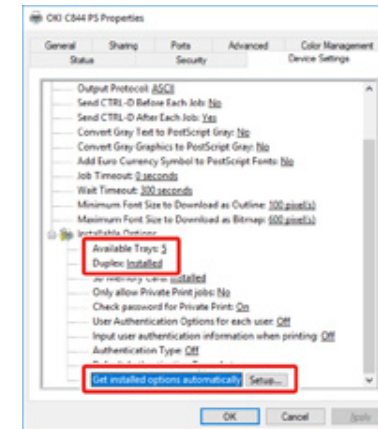 OKI C844 PS Properties
General Sharing Ports Advanced Color Management
Status Security Device Settings
Output Protocol: ASCII
Send CTRL-D Before Each Job: No
Send CTRL-D After Each Job: Yes
Convert Gray Text to PostScript Gray: No
Convert Gray Graphics to PostScript Gray: No
Add Euro Currency Symbol to PostScript Fonts: No
Job Timeout: 0 seconds
Wait Timeout: 300 seconds
Minimum Font Size to Download as Outline: 100 pixel(s)
Maximum Font Size to Download as Bitmap: 600 pixel(s)
Installable Options
Available Trays: 5
Duplex: Installed
SD Memory Card: Installed
Only allow Private Print jobs: No
Check password for Private Print: On
User Authentication Options for each user: Off
Input user authentication information when printing: Off
Authentication Type: Off
Get installed options automatically Setup...
OK Cancel Apply